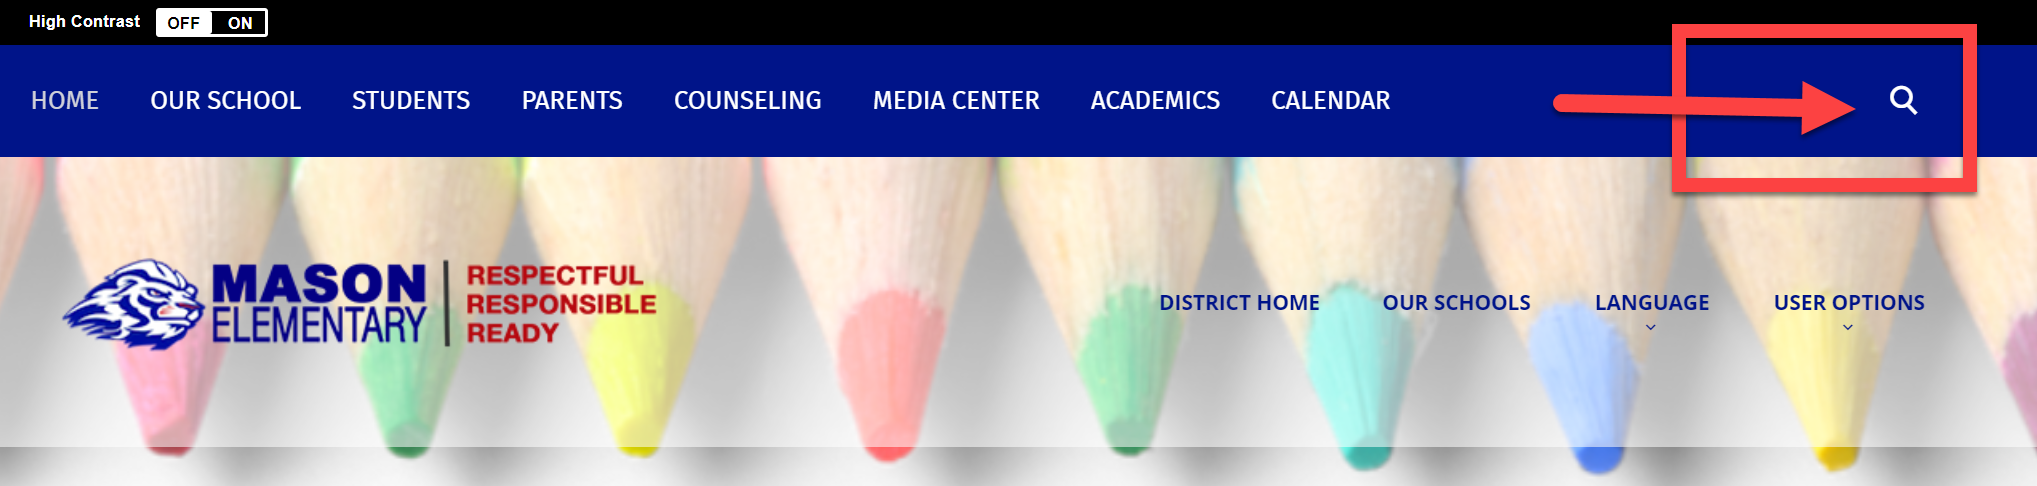 High Contrast OFF ON
HOME OUR SCHOOL STUDENTS PARENTS COUNSELING MEDIA CENTER ACADEMICS CALENDAR
MASON
ELEMENTARY
RESPECTFUL
RESPONSIBLE
READY
DISTRICT HOME OUR SCHOOLS LANGUAGE USER OPTIONS